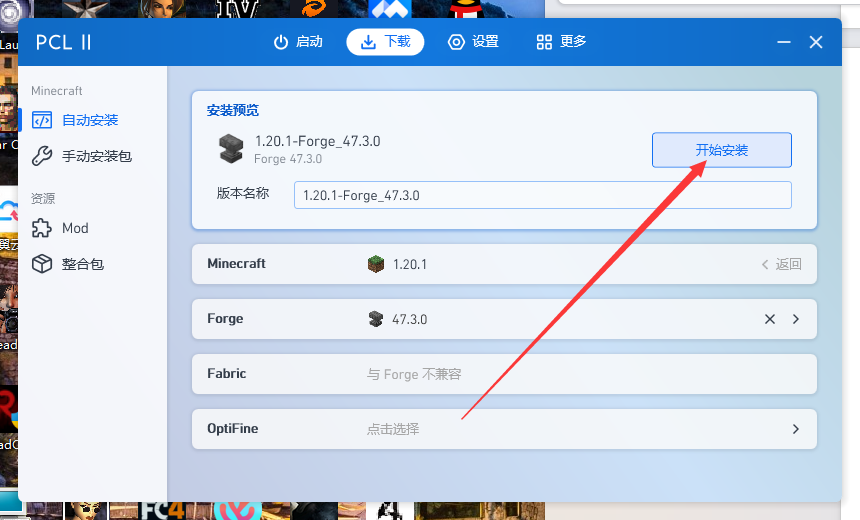 PCL II
启动
下载
设置
更多
Minecraft
自动安装
手动安装包
资源
Mod
整合包
安装预览
1.20.1-Forge_47.3.0
Forge 47.3.0
开始安装
版本名称
1.20.1-Forge_47.3.0
Minecraft
1.20.1
返回
Forge
47.3.0
Fabric
与 Forge 不兼容
OptiFine
点击选择
IV
FC4